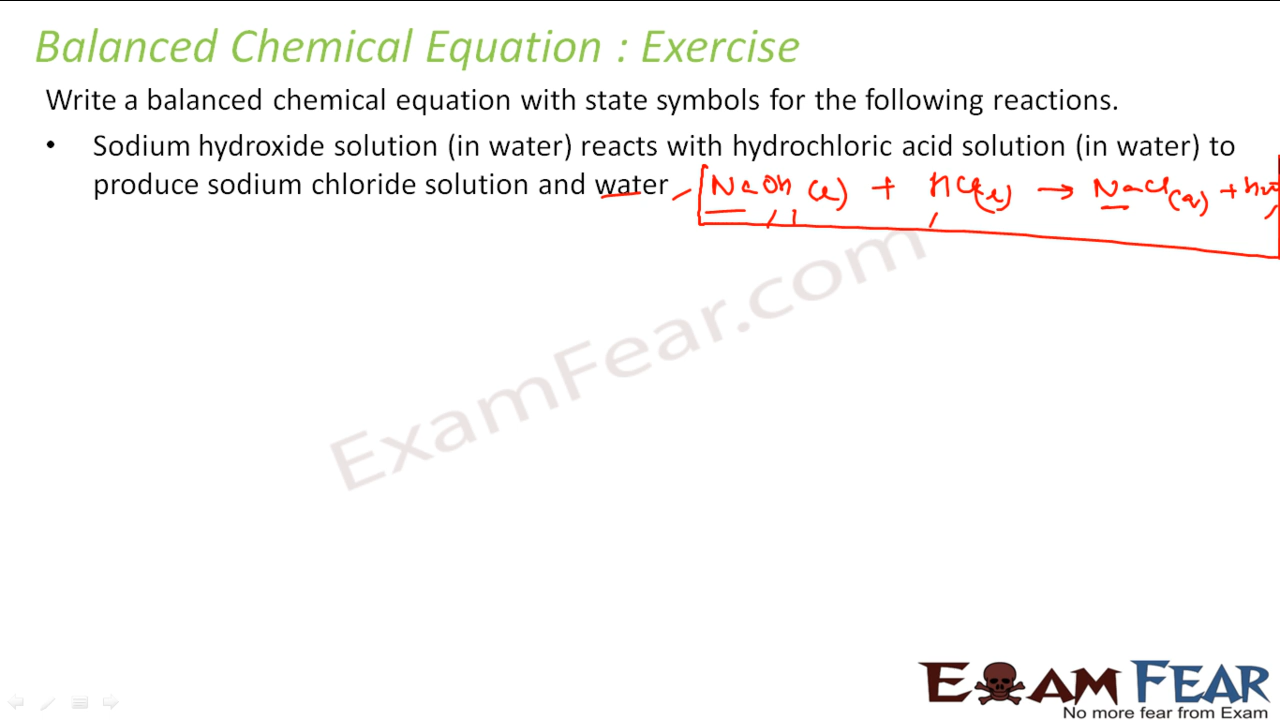 Balanced Chemical Equation : Exercise
Write a balanced chemical equation with state symbols for the following reactions.
• Sodium hydroxide solution (in water) reacts with hydrochloric acid solution (in water) to
produce sodium chloride solution and water NaOH (l) + HCl(l) → NaCl(a) +
ExamFear.com
EXAM FEAR
No more fear from Exam